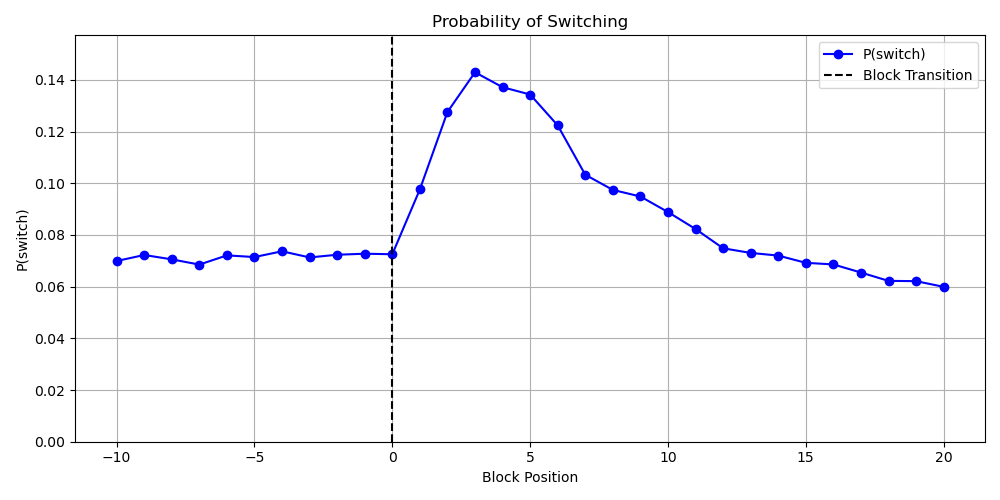 Probability of Switching
P(switch)
Block Transition
0.14
0.12
0.10
0.08
0.06
0.04
0.02
0.00
P(switch)
−10 −5 0 5 10 15 20
Block Position